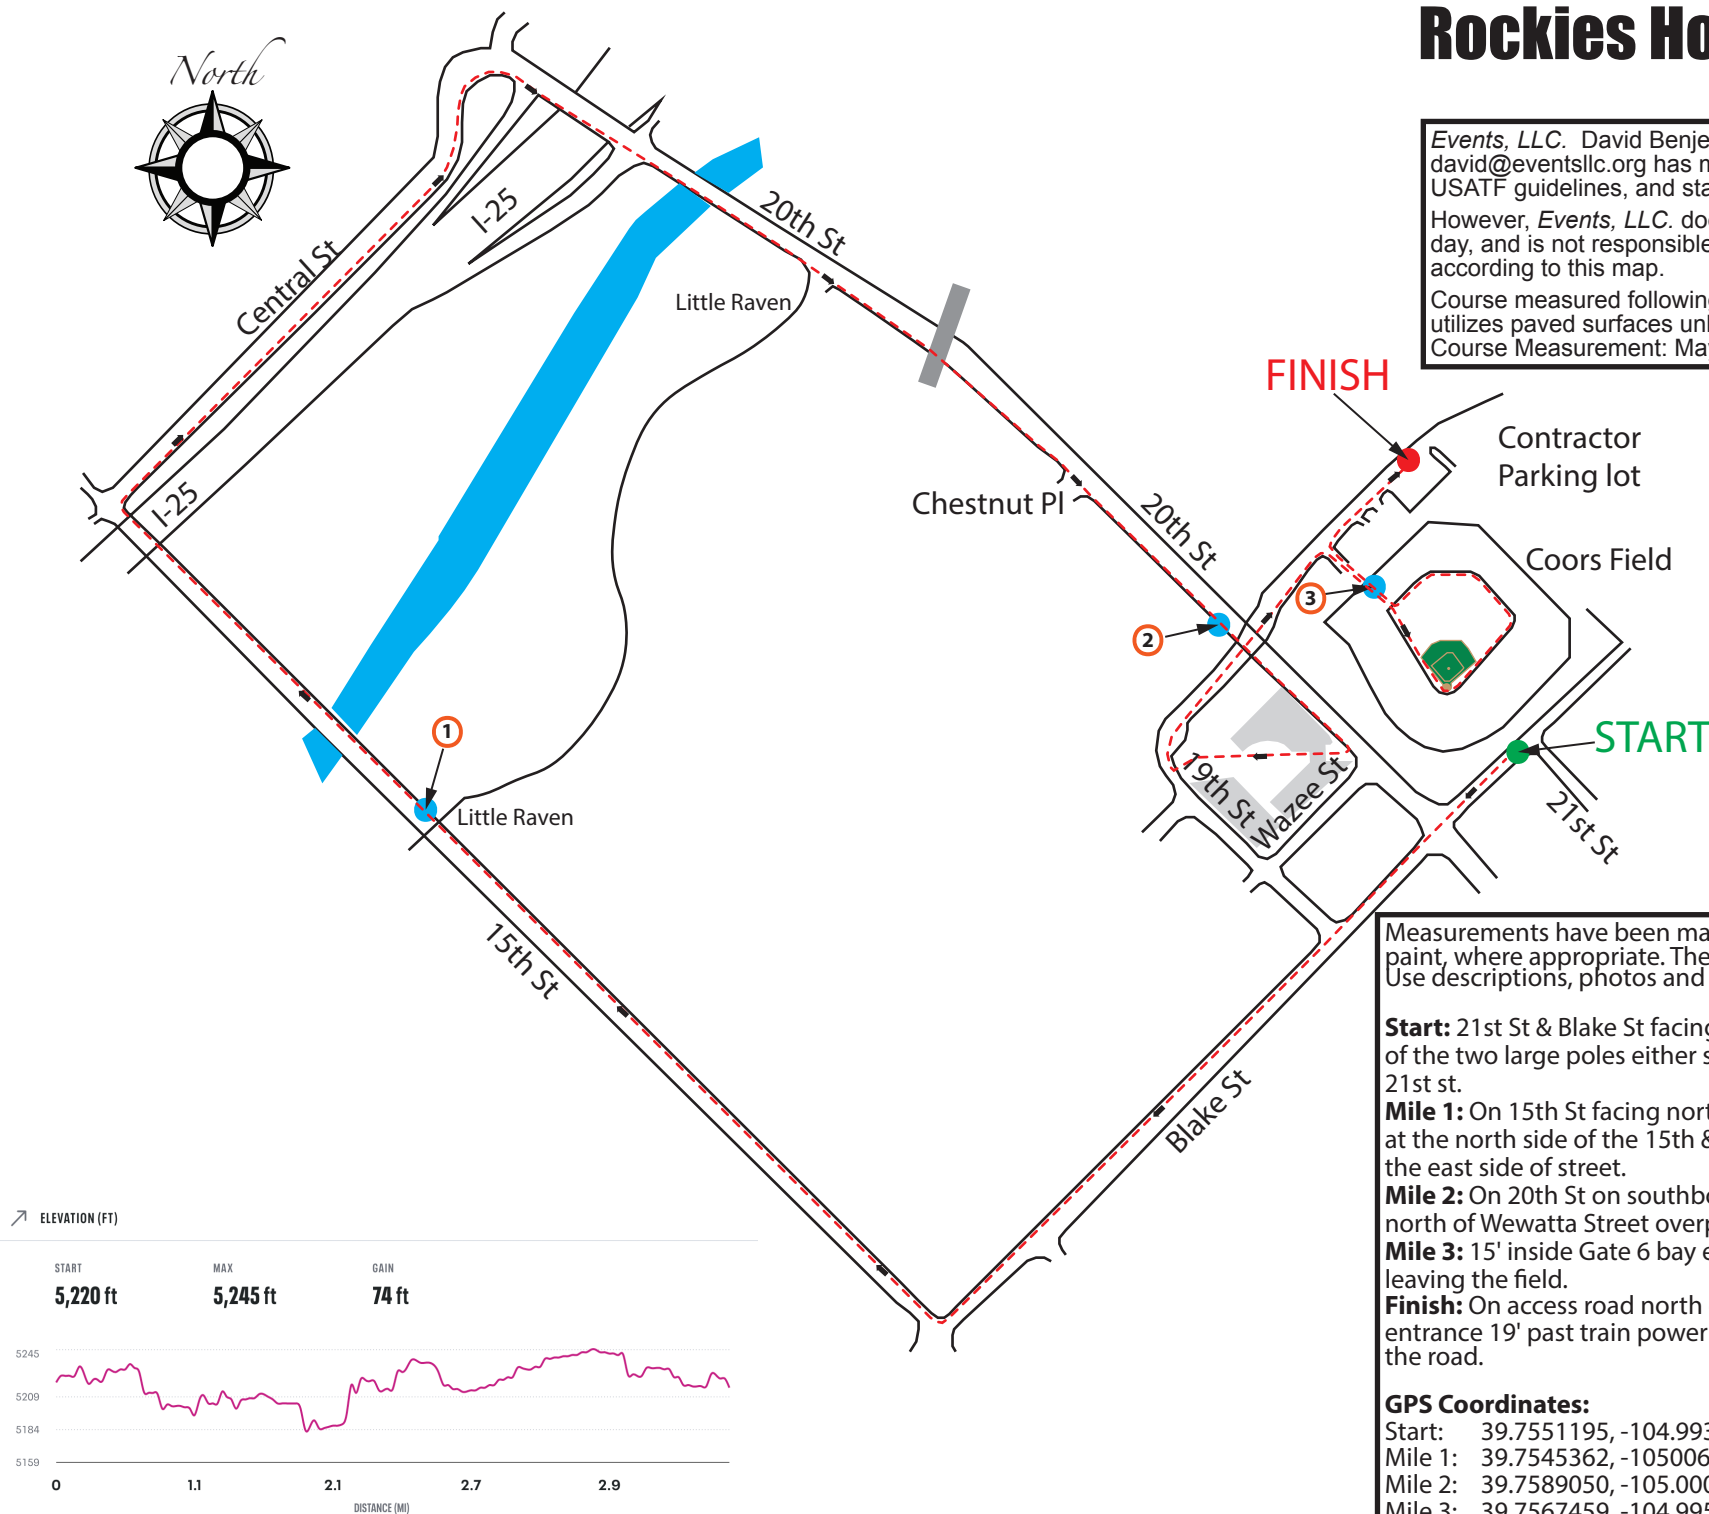 Rockies Ho
North
Events, LLC. David Benje
david@eventsllc.org has m
USATF guidelines, and sta
However, Events, LLC. do
day, and is not responsible
according to this map.
Course measured following
utilizes paved surfaces unl
Course Measurement: Ma
I-25
20th St
Central St
Little Raven
FINISH
Contractor
Parking lot
I-25
Chestnut Pl
20th St
Coors Field
3
2
1
START
19th St
Wazee St
21st St
Little Raven
15th St
Blake St
Measurements have been ma
paint, where appropriate. The
Use descriptions, photos and
Start: 21st St & Blake St facing
of the two large poles either s
21st st.
Mile 1: On 15th St facing nort
at the north side of the 15th &
the east side of street.
Mile 2: On 20th St on southbo
north of Wewatta Street overp
Mile 3: 15' inside Gate 6 bay e
leaving the field.
Finish: On access road north
entrance 19' past train power
the road.
GPS Coordinates:
Start: 39.7551195, -104.993
Mile 1: 39.7545362, -105006
Mile 2: 39.7589050, -105.000
Mile 3: 39.7567459, -104.995
ELEVATION (FT)
START MAX GAIN
5,220 ft 5,245 ft 74 ft
5245
5209
5184
5159
0 1.1 2.1 2.7 2.9
DISTANCE (MI)